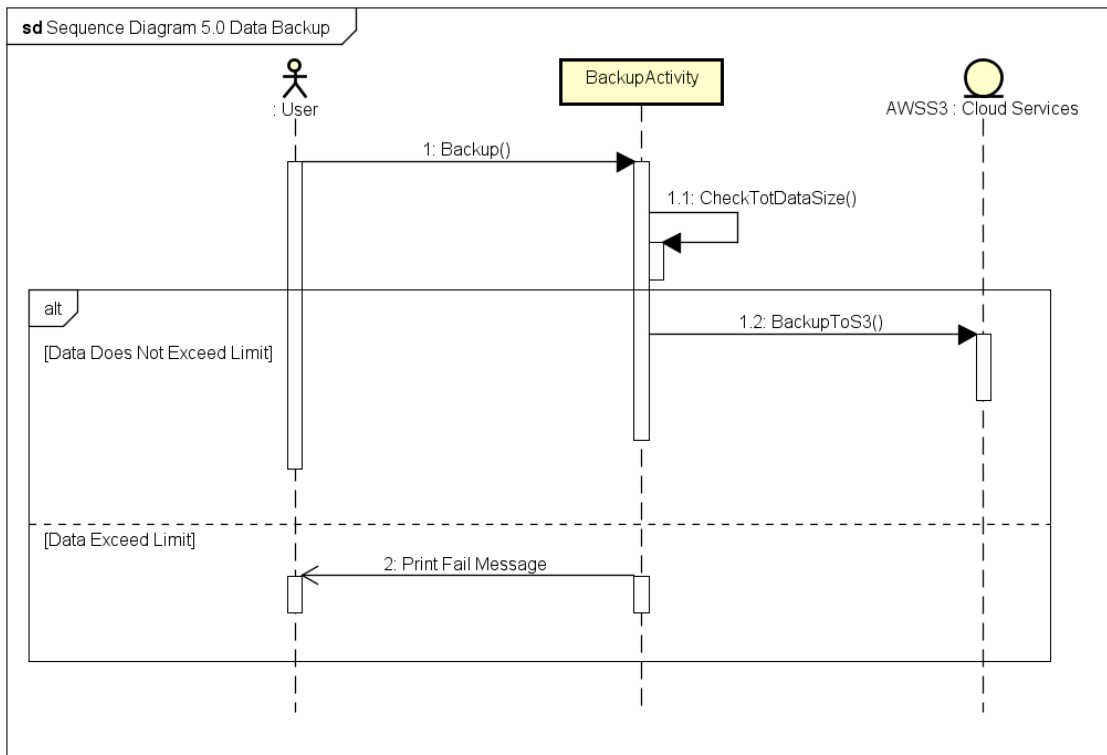 sd Sequence Diagram 5.0 Data Backup
: User
BackupActivity
AWSS3 : Cloud Services
1: Backup()
1.1: CheckTotDataSize()
alt
1.2: BackupToS3()
[Data Does Not Exceed Limit]
[Data Exceed Limit]
2: Print Fail Message